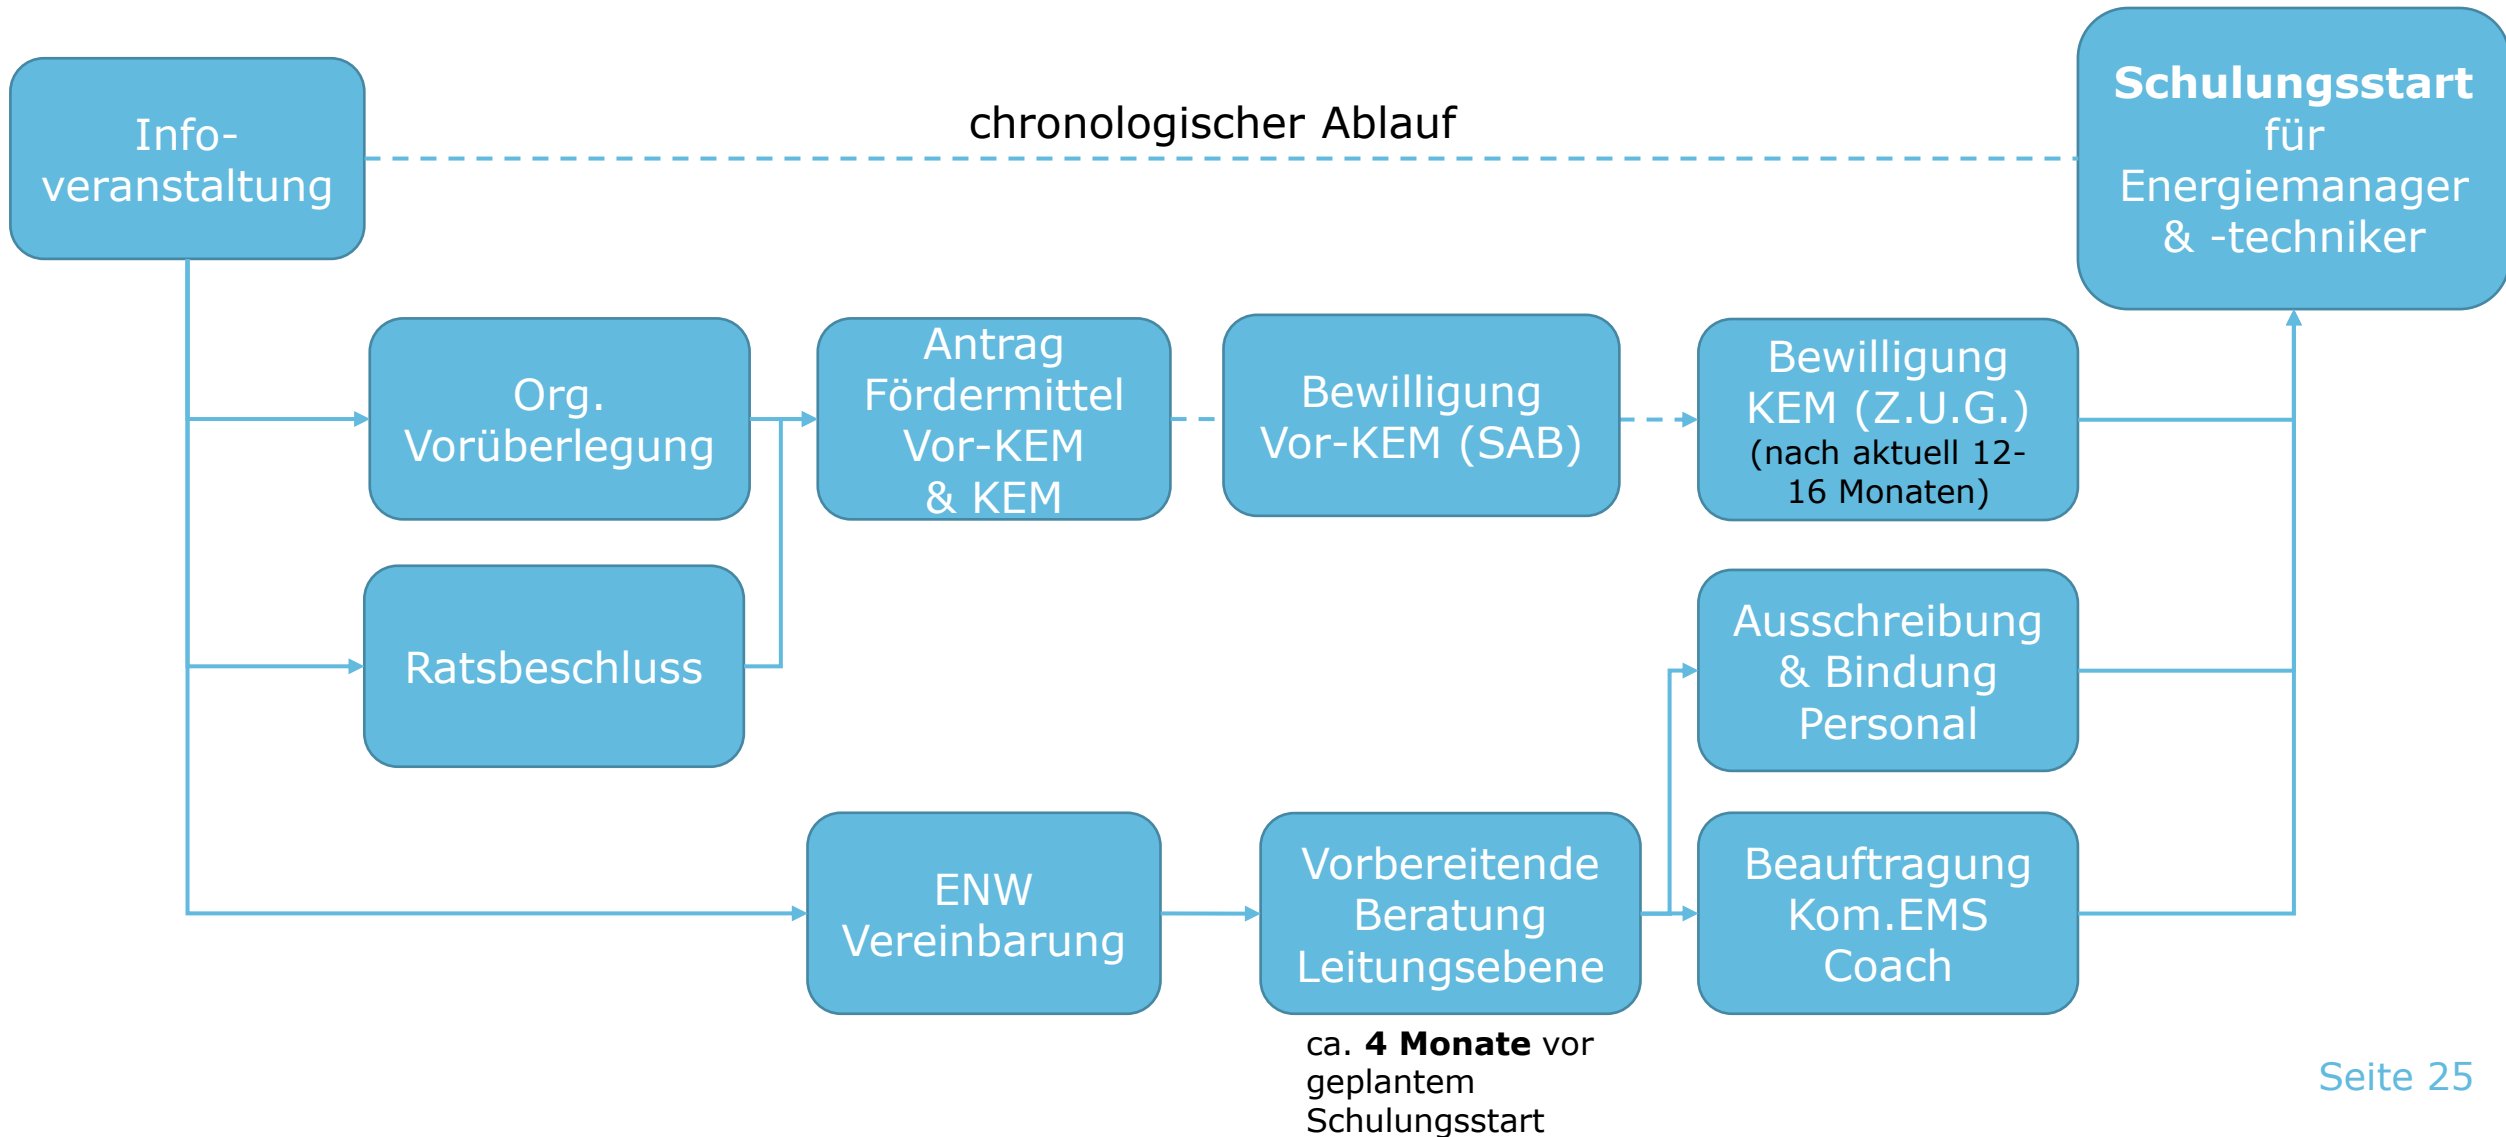 Info-
veranstaltung
chronologischer Ablauf
Schulungsstart
für
Energiemanager
& -techniker
Org.
Vorüberlegung
Antrag
Fördermittel
Vor-KEM
& KEM
Bewilligung
Vor-KEM (SAB)
Bewilligung
KEM (Z.U.G.)
(nach aktuell 12-
16 Monaten)
Ratsbeschluss
Ausschreibung
& Bindung
Personal
ENW
Vereinbarung
Vorbereitende
Beratung
Leitungsebene
Beauftragung
Kom.EMS
Coach
ca. 4 Monate vor
geplantem
Schulungsstart
Seite 25